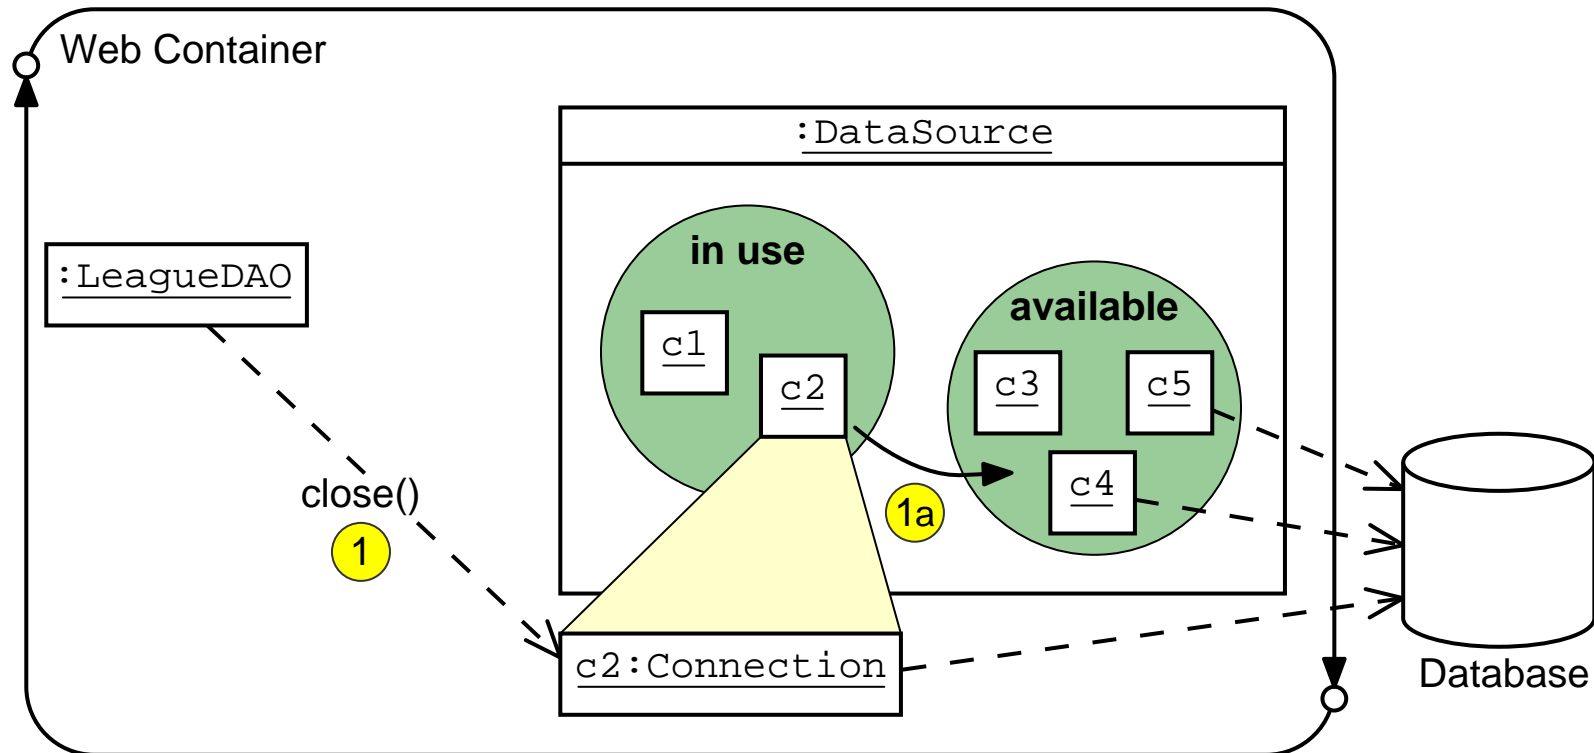 Web Container
:DataSource
in use
:LeagueDAO
available
c1
c2
c3
c5
c4
close()
1a
1
c2:Connection
Database